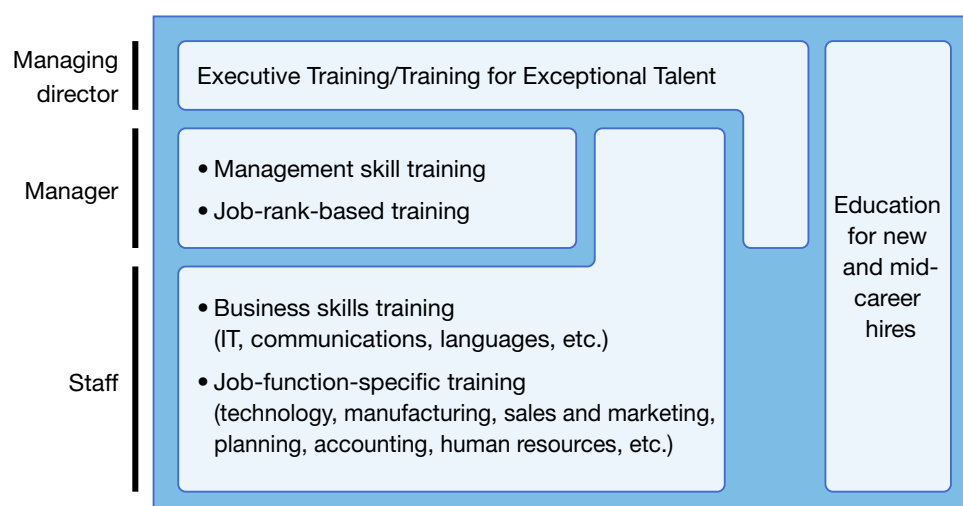 Managing
director
Executive Training/Training for Exceptional Talent
Manager
• Management skill training
• Job-rank-based training
Staff
• Business skills training
(IT, communications, languages, etc.)
• Job-function-specific training
(technology, manufacturing, sales and marketing,
planning, accounting, human resources, etc.)
Education
for new
and mid-
career
hires